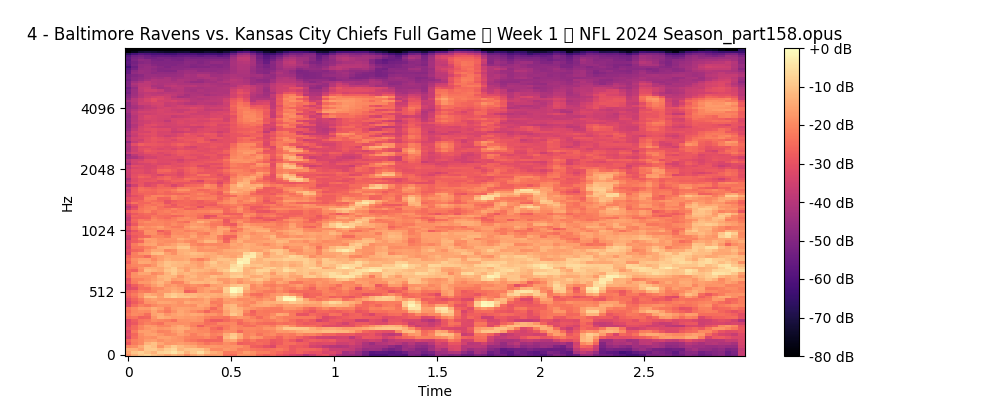 4 - Baltimore Ravens vs. Kansas City Chiefs Full Game ▯ Week 1 ▯ NFL 2024 Season_part158.opus
+0 dB
-10 dB
-20 dB
-30 dB
-40 dB
-50 dB
-60 dB
-70 dB
-80 dB
4096
2048
1024
512
0
Hz
0
0.5
1
1.5
2
2.5
Time